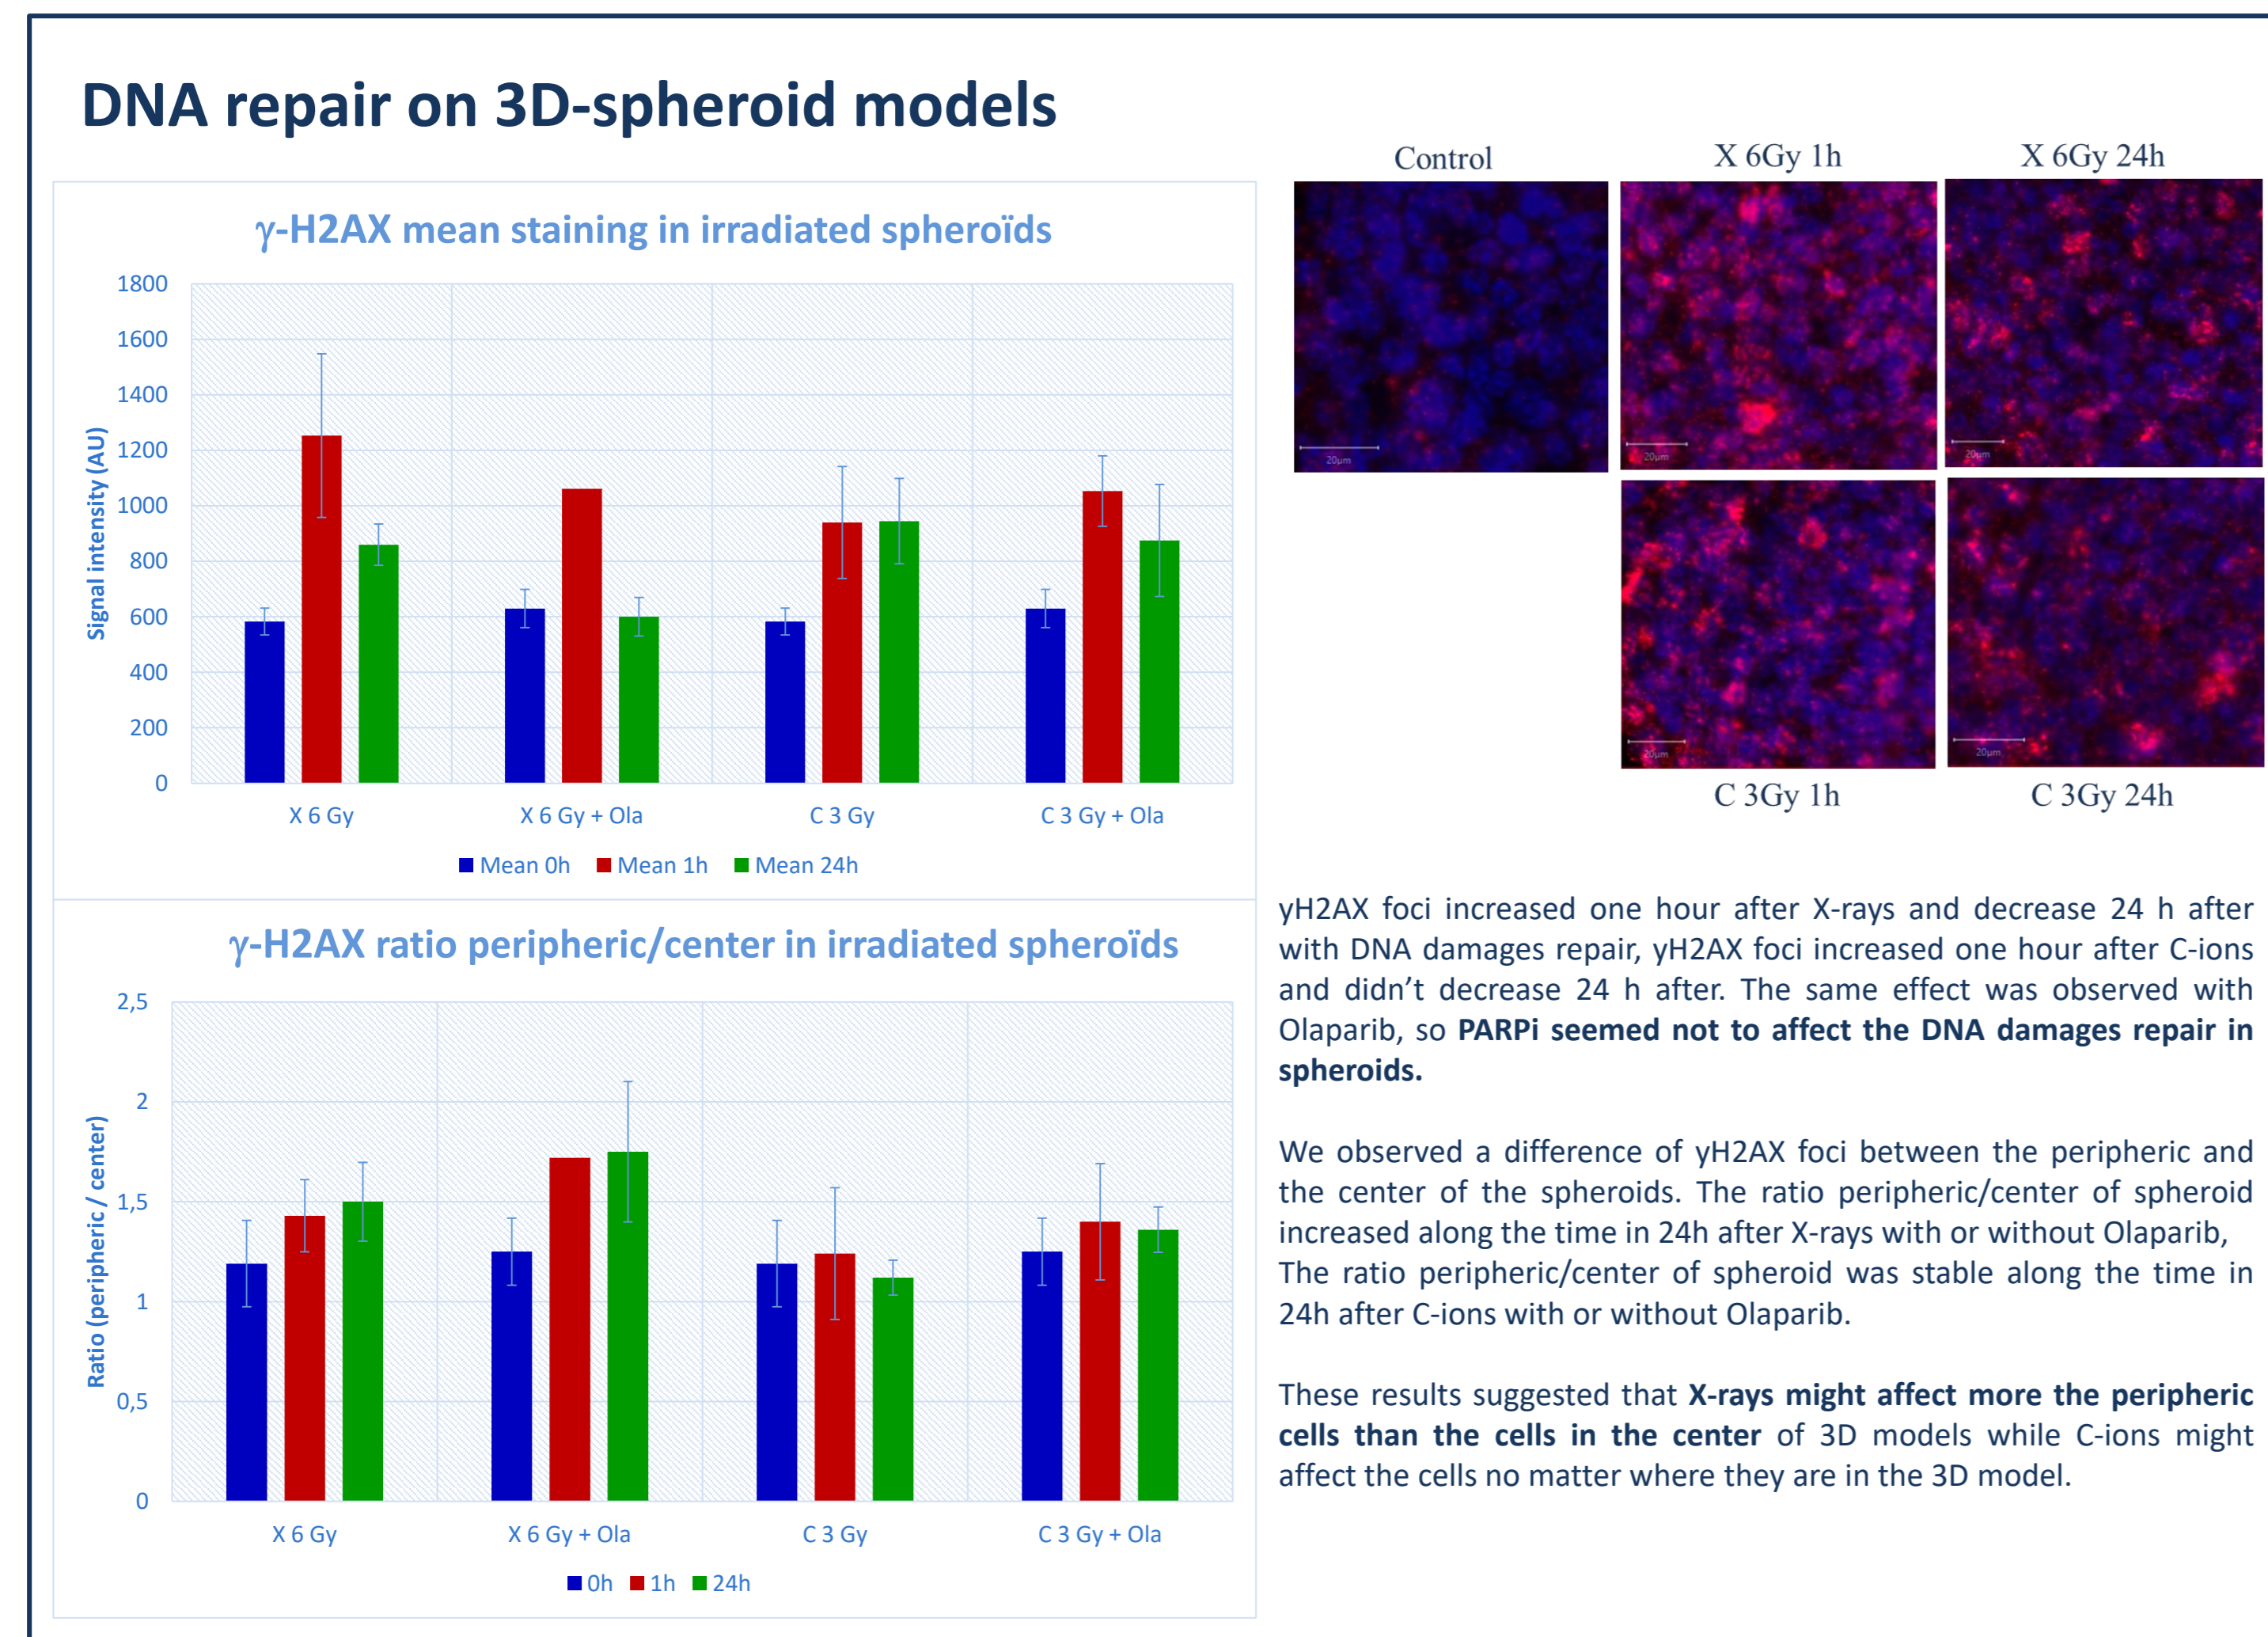 DNA repair on 3D-spheroid models
γ-H2AX mean staining in irradiated spheroïds
1800
1600
1400
1200
1000
800
600
400
200
0
Signal intensity (AU)
X 6 Gy
X 6 Gy + Ola
C 3 Gy
C 3 Gy + Ola
Mean 0h
Mean 1h
Mean 24h
γ-H2AX ratio peripheric/center in irradiated spheroïds
2,5
2
1,5
1
0,5
0
Ratio (peripheric / center)
X 6 Gy
X 6 Gy + Ola
C 3 Gy
C 3 Gy + Ola
0h
1h
24h
Control
X 6Gy 1h
X 6Gy 24h
20μm
20μm
20μm
20μm
20μm
C 3Gy 1h
C 3Gy 24h
yH2AX foci increased one hour after X-rays and decrease 24 h after
with DNA damages repair, yH2AX foci increased one hour after C-ions
and didn’t decrease 24 h after. The same effect was observed with
Olaparib, so PARPi seemed not to affect the DNA damages repair in
spheroids.
We observed a difference of yH2AX foci between the peripheric and
the center of the spheroids. The ratio peripheric/center of spheroid
increased along the time in 24h after X-rays with or without Olaparib,
The ratio peripheric/center of spheroid was stable along the time in
24h after C-ions with or without Olaparib.
These results suggested that X-rays might affect more the peripheric
cells than the cells in the center of 3D models while C-ions might
affect the cells no matter where they are in the 3D model.